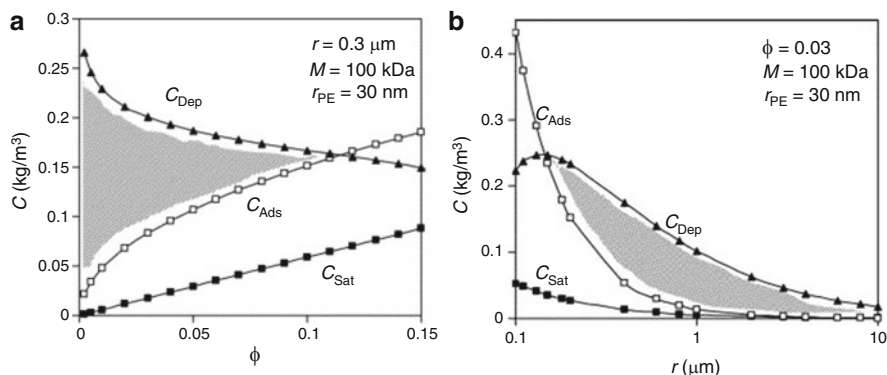 a
0.3
0.25
0.2
0.15
0.1
0.05
0
C (kg/m³)
r = 0.3 μm
M = 100 kDa
r_PE = 30 nm
C_Dep
C_Ads
C_Sat
0
0.05
0.1
0.15
ϕ
b
0.4
0.3
0.2
0.1
0
C (kg/m³)
ϕ = 0.03
M = 100 kDa
r_PE = 30 nm
C_Ads
C_Dep
C_Sat
0.1
1
10
r (μm)